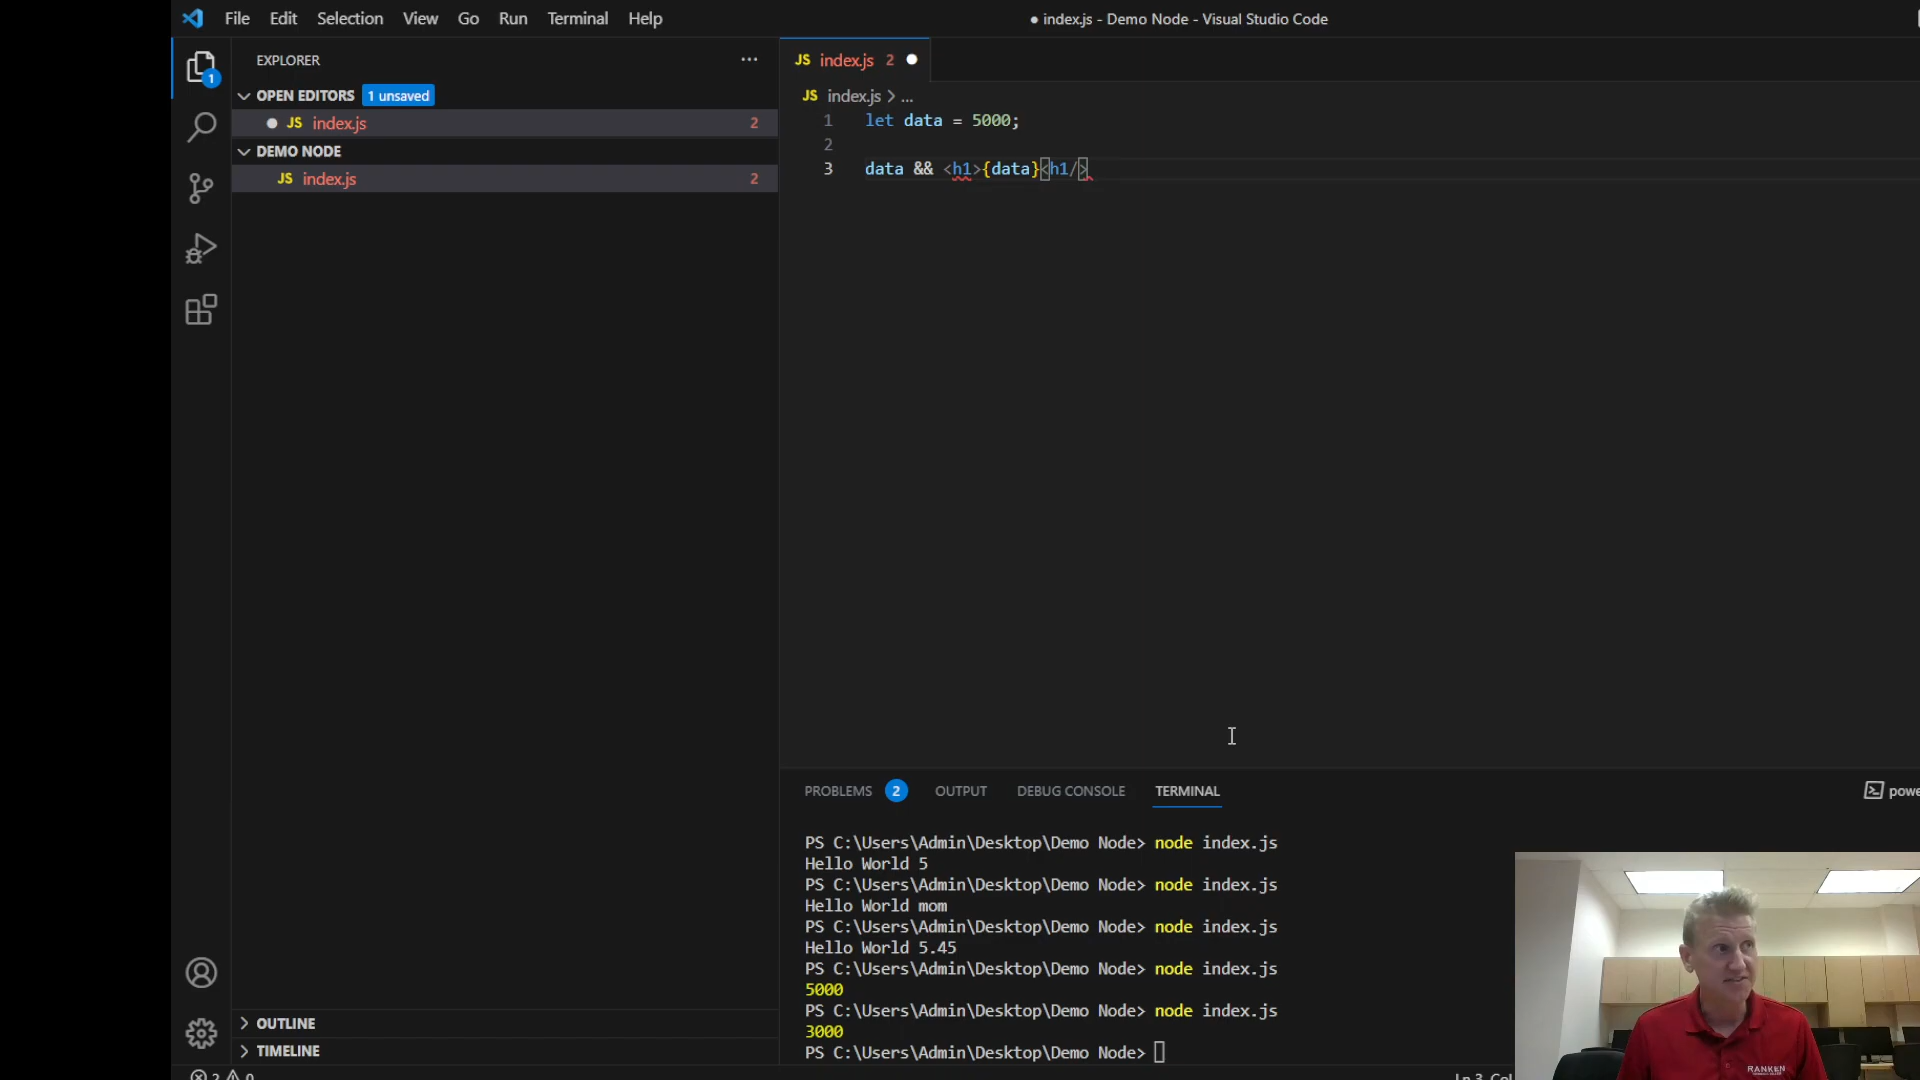 File Edit Selection View Go Run Terminal Help
● index.js - Demo Node - Visual Studio Code
EXPLORER
1
OPEN EDITORS 1 unsaved
JS index.js 2
DEMO NODE
JS index.js 2
OUTLINE
TIMELINE
JS index.js 2
JS index.js > ...
1 let data = 5000;
2
3 data && <h1>{data}<h1/>
PROBLEMS 2 OUTPUT DEBUG CONSOLE TERMINAL
PS C:\Users\Admin\Desktop\Demo Node> node index.js
Hello World 5
PS C:\Users\Admin\Desktop\Demo Node> node index.js
Hello World mom
PS C:\Users\Admin\Desktop\Demo Node> node index.js
Hello World 5.45
PS C:\Users\Admin\Desktop\Demo Node> node index.js
5000
PS C:\Users\Admin\Desktop\Demo Node> node index.js
3000
PS C:\Users\Admin\Desktop\Demo Node>
RANKEN